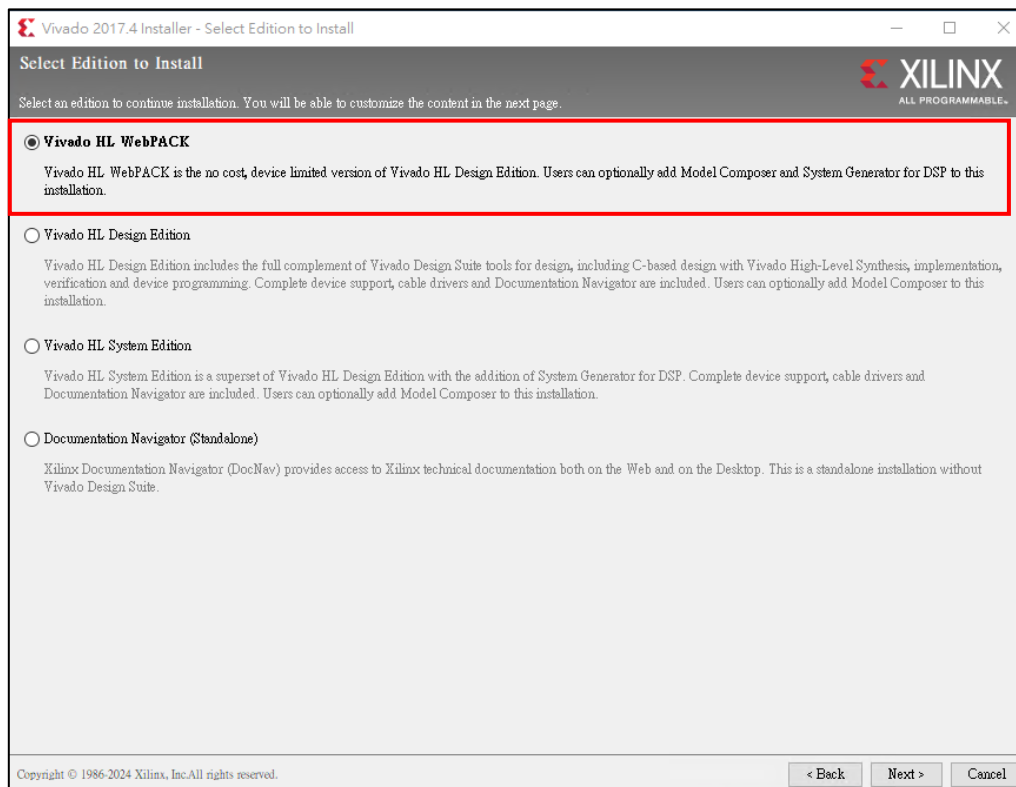 Vivado 2017.4 Installer - Select Edition to Install
Select Edition to Install
XILINX
ALL PROGRAMMABLE™
Select an edition to continue installation. You will be able to customize the content in the next page.
Vivado HL WebPACK
Vivado HL WebPACK is the no cost, device limited version of Vivado HL Design Edition. Users can optionally add Model Composer and System Generator for DSP to this
installation.
Vivado HL Design Edition
Vivado HL Design Edition includes the full complement of Vivado Design Suite tools for design, including C-based design with Vivado High-Level Synthesis, implementation,
verification and device programming. Complete device support, cable drivers and Documentation Navigator are included. Users can optionally add Model Composer to this
installation.
Vivado HL System Edition
Vivado HL System Edition is a superset of Vivado HL Design Edition with the addition of System Generator for DSP. Complete device support, cable drivers and
Documentation Navigator are included. Users can optionally add Model Composer to this installation.
Documentation Navigator (Standalone)
Xilinx Documentation Navigator (DocNav) provides access to Xilinx technical documentation both on the Web and on the Desktop. This is a standalone installation without
Vivado Design Suite.
Copyright © 1986-2024 Xilinx, Inc.All rights reserved.
< Back
Next >
Cancel